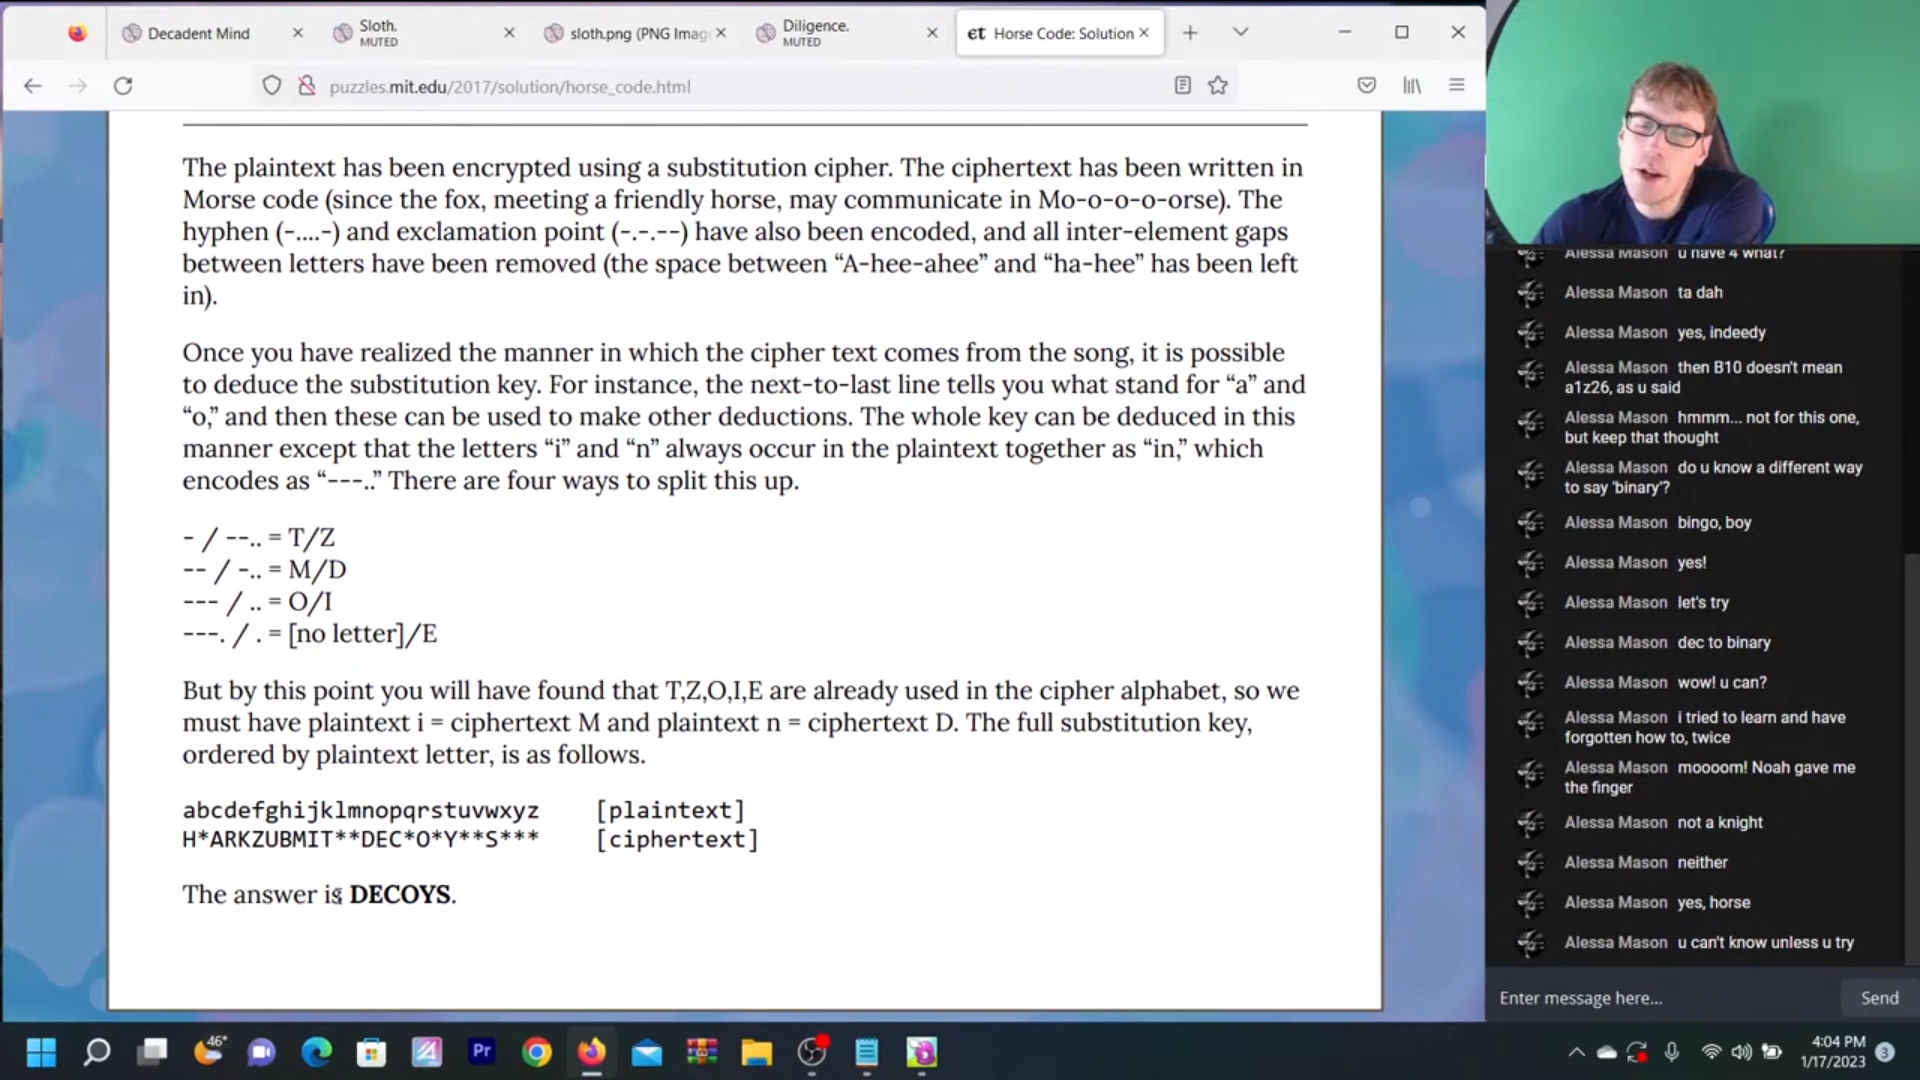 Decadent Mind
Sloth.
MUTED
sloth.png (PNG Imag
Diligence.
MUTED
et Horse Code: Solution
puzzles.mit.edu/2017/solution/horse_code.html
The plaintext has been encrypted using a substitution cipher. The ciphertext has been written in
Morse code (since the fox, meeting a friendly horse, may communicate in Mo-o-o-o-orse). The
hyphen (-....-) and exclamation point (-.-.--) have also been encoded, and all inter-element gaps
between letters have been removed (the space between “A-hee-ahee” and “ha-hee” has been left
in).
Once you have realized the manner in which the cipher text comes from the song, it is possible
to deduce the substitution key. For instance, the next-to-last line tells you what stand for “a” and
“o,” and then these can be used to make other deductions. The whole key can be deduced in this
manner except that the letters “i” and “n” always occur in the plaintext together as “in,” which
encodes as “---..” There are four ways to split this up.
- / --.. = T/Z
-- / -.. = M/D
--- / .. = O/I
---. / . = [no letter]/E
But by this point you will have found that T,Z,O,I,E are already used in the cipher alphabet, so we
must have plaintext i = ciphertext M and plaintext n = ciphertext D. The full substitution key,
ordered by plaintext letter, is as follows.
abcdefghijklmnopqrstuvwxyz [plaintext]
H*ARKZUBMIT**DEC*O*Y**S*** [ciphertext]
The answer is DECOYS.
Alessa Mason u have 4 what?
Alessa Mason ta dah
Alessa Mason yes, indeedy
Alessa Mason then B10 doesn't mean
a1z26, as u said
Alessa Mason hmmm... not for this one,
but keep that thought
Alessa Mason do u know a different way
to say 'binary'?
Alessa Mason bingo, boy
Alessa Mason yes!
Alessa Mason let's try
Alessa Mason dec to binary
Alessa Mason wow! u can?
Alessa Mason i tried to learn and have
forgotten how to, twice
Alessa Mason moooom! Noah gave me
the finger
Alessa Mason not a knight
Alessa Mason neither
Alessa Mason yes, horse
Alessa Mason u can't know unless u try
Enter message here...
Send
46°
Pr
4:04 PM
1/17/2023
3